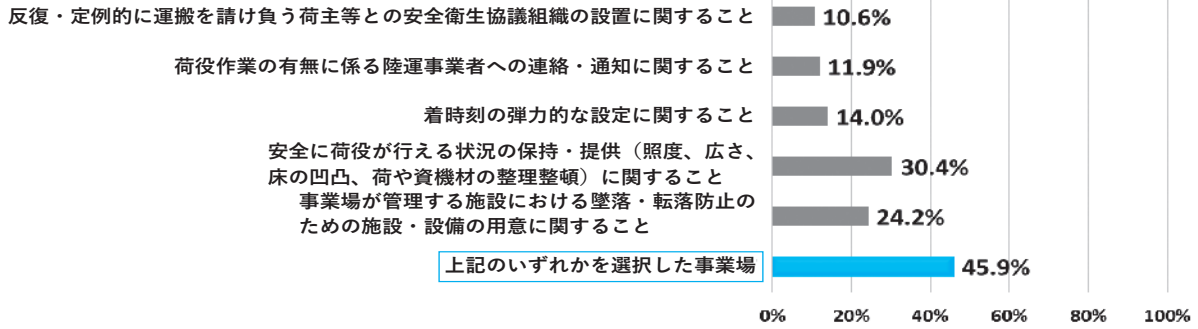 反復・定例的に運搬を請け負う荷主等との安全衛生協議組織の設置に関すること 10.6%
荷役作業の有無に係る陸運事業者への連絡・通知に関すること 11.9%
着時刻の弾力的な設定に関すること 14.0%
安全に荷役が行える状況の保持・提供（照度、広さ、
床の凹凸、荷や資機材の整理整頓）に関すること 30.4%
事業場が管理する施設における墜落・転落防止の
ための施設・設備の用意に関すること 24.2%
上記のいずれかを選択した事業場 45.9%
0% 20% 40% 60% 80% 100%